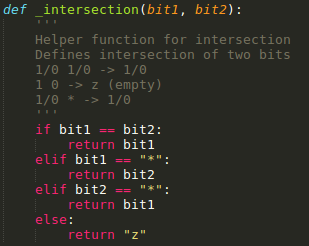 def _intersection(bit1, bit2):
    '''
    Helper function for intersection
    Defines intersection of two bits
    1/0 1/0 -> 1/0
    1 0 -> z (empty)
    1/0 * -> 1/0
    '''
    if bit1 == bit2:
        return bit1
    elif bit1 == "*":
        return bit2
    elif bit2 == "*":
        return bit1
    else:
        return "z"